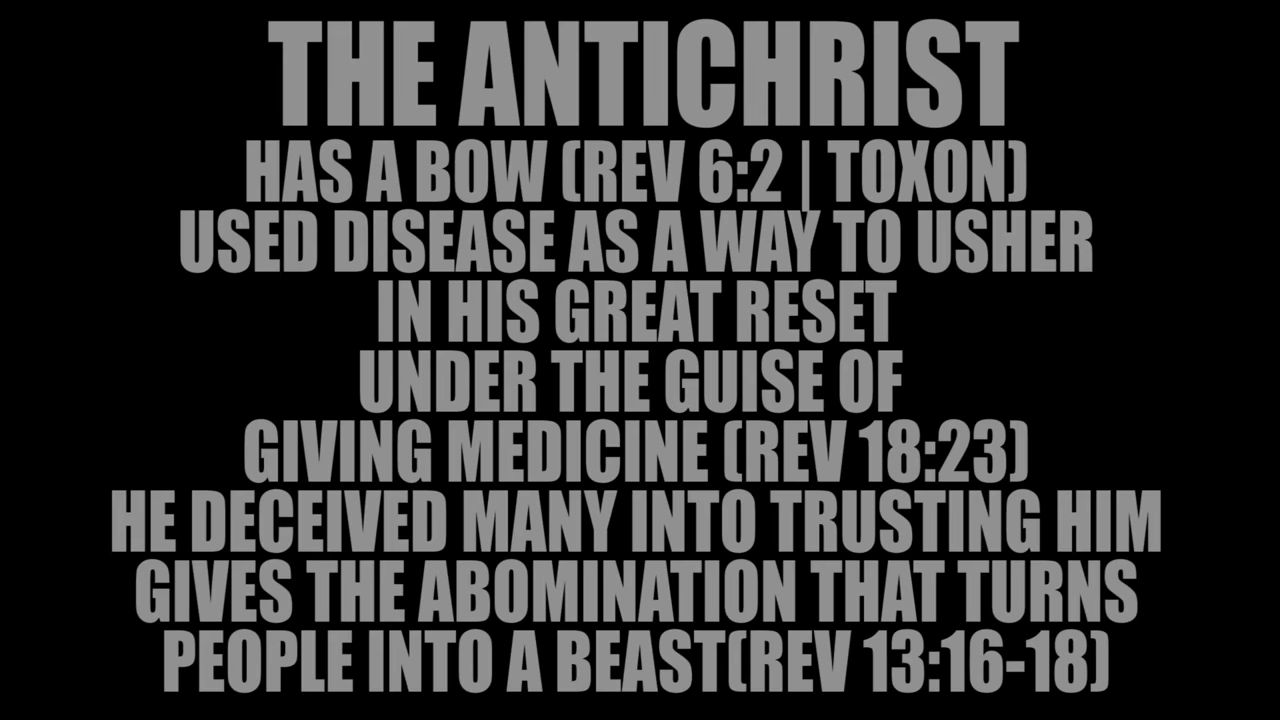 THE ANTICHRIST
HAS A BOW (REV 6:2 | TOXON)
USED DISEASE AS A WAY TO USHER
IN HIS GREAT RESET
UNDER THE GUISE OF
GIVING MEDICINE (REV 18:23)
HE DECEIVED MANY INTO TRUSTING HIM
GIVES THE ABOMINATION THAT TURNS
PEOPLE INTO A BEAST(REV 13:16-18)